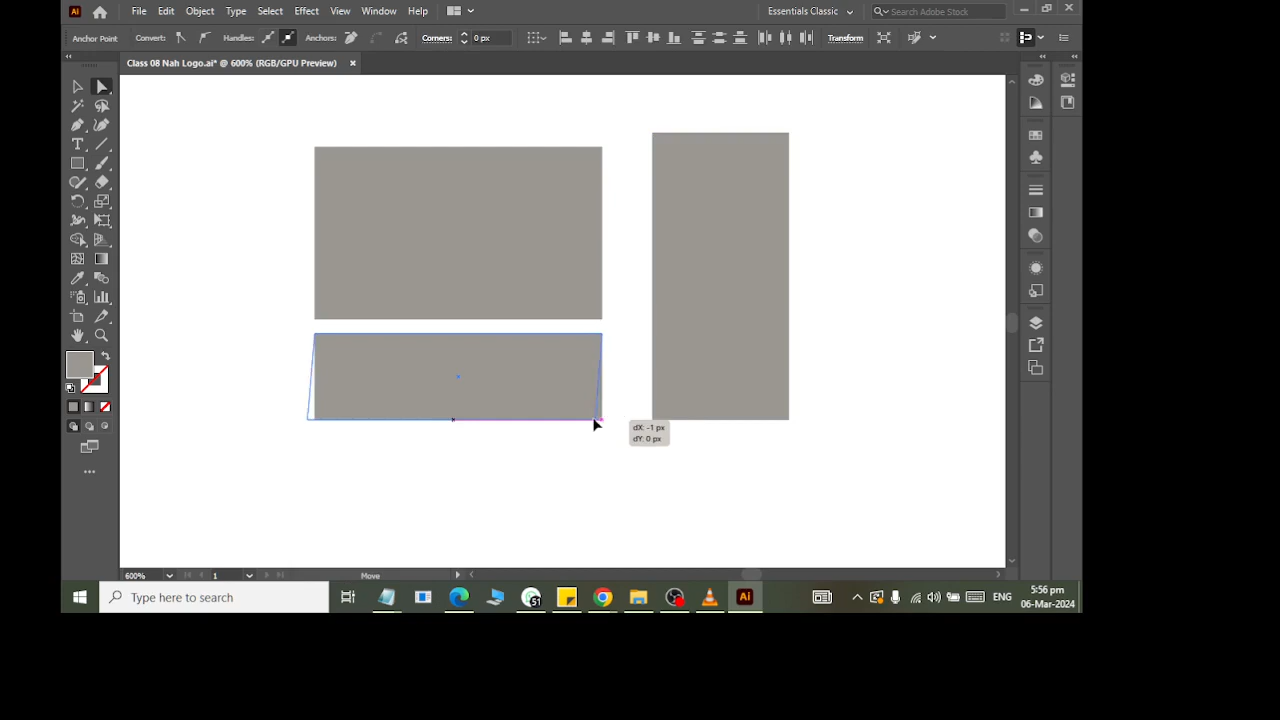 Ai File Edit Object Type Select Effect View Window Help Essentials Classic Search Adobe Stock
Anchor Point Convert: Handles: Anchors: Corners: 0 px Transform
Class 08 Nah Logo.ai* @ 600% (RGB/GPU Preview)
dX: -1 px
dY: 0 px
600% 1 Move
Type here to search 51 Ai ENG 5:56 pm
06-Mar-2024